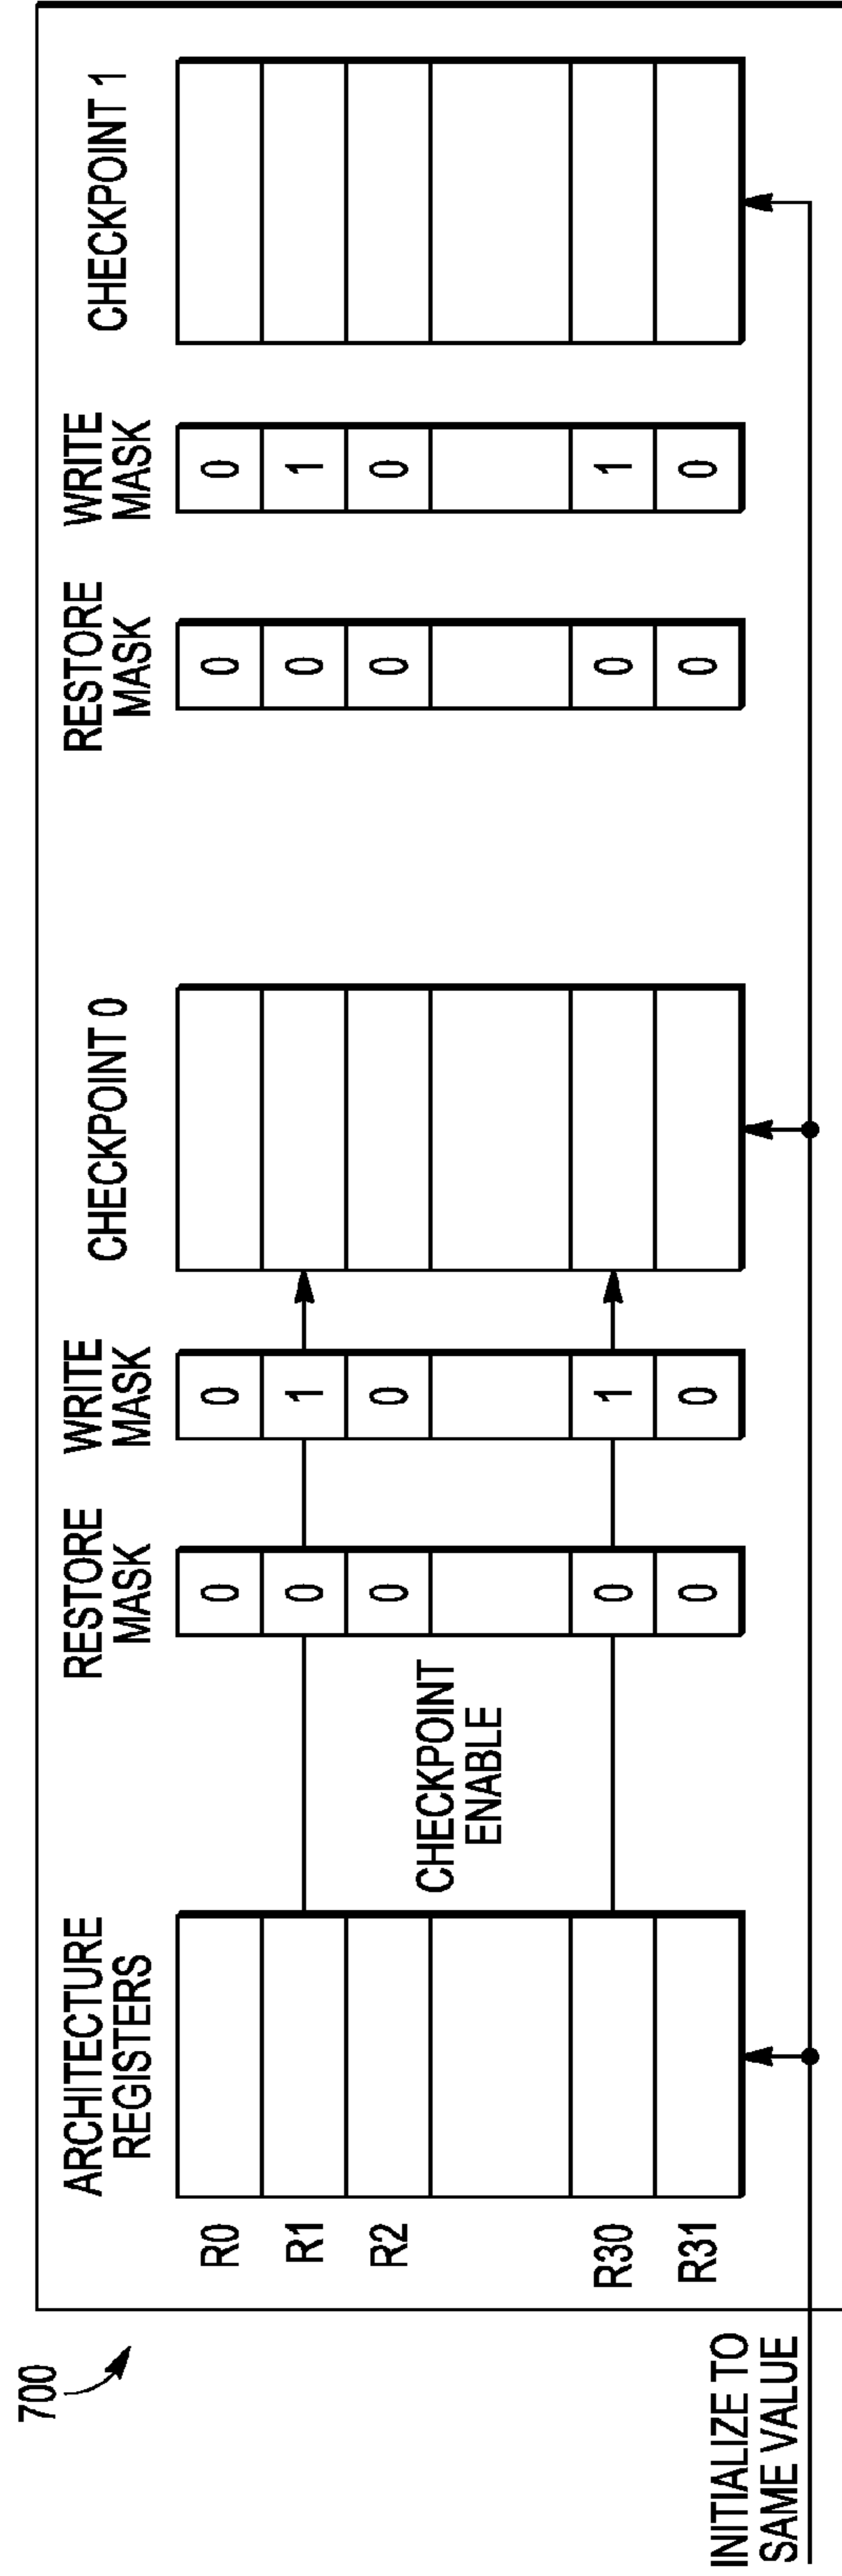 700
ARCHITECTURE
REGISTERS
RESTORE
MASK
WRITE
MASK
CHECKPOINT 0
RESTORE
MASK
WRITE
MASK
CHECKPOINT 1
R0
0
0
0
0
R1
0
1
0
1
R2
0
0
0
0
CHECKPOINT
ENABLE
R30
0
1
0
1
R31
0
0
0
0
INITIALIZE TO
SAME VALUE